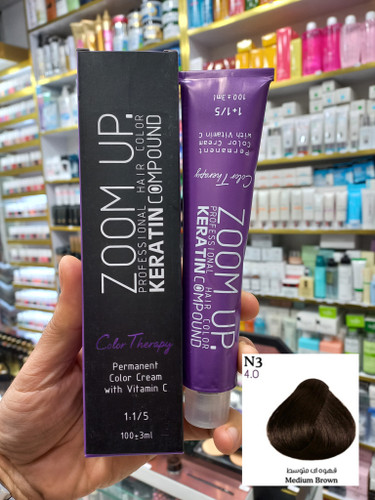 ZOOM UP.
PROFESSIONAL HAIR COLOR
KERATIN COMPOUND
Color Therapy
Permanent
Color Cream
with Vitamin C
1+1/5
100±3ml
ZOOM UP.
PROFESSIONAL HAIR COLOR
KERATIN COMPOUND
Color Therapy
Permanent
Color Cream
with Vitamin C
1+1/5
100±3ml
N3
4.0
قهوه ای متوسط
Medium Brown